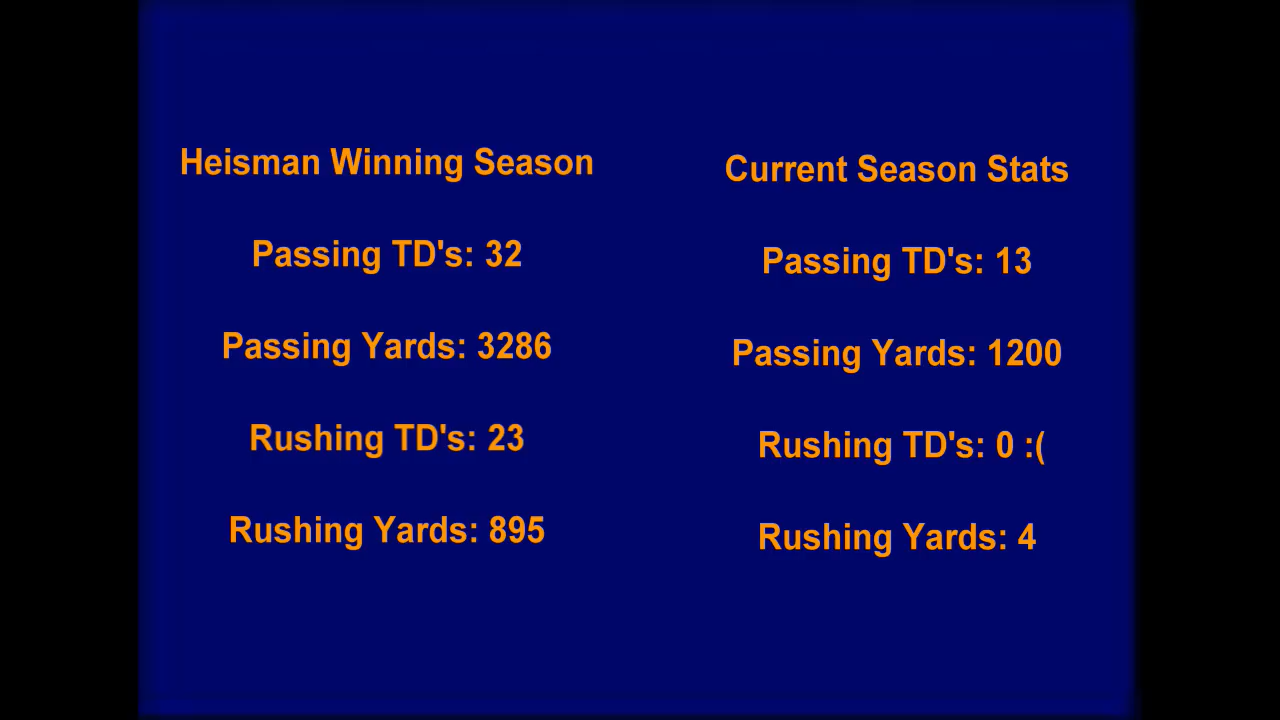 Heisman Winning Season
Passing TD's: 32
Passing Yards: 3286
Rushing TD's: 23
Rushing Yards: 895
Current Season Stats
Passing TD's: 13
Passing Yards: 1200
Rushing TD's: 0 :(
Rushing Yards: 4